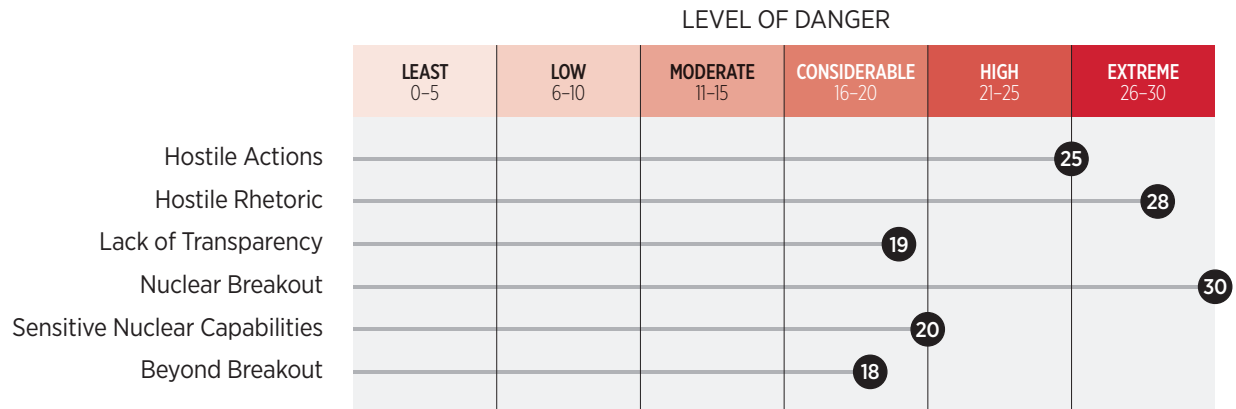 LEVEL OF DANGER
LEAST LOW MODERATE CONSIDERABLE HIGH EXTREME
0–5 6–10 11–15 16–20 21–25 26–30
Hostile Actions 25
Hostile Rhetoric 28
Lack of Transparency 19
Nuclear Breakout 30
Sensitive Nuclear Capabilities 20
Beyond Breakout 18